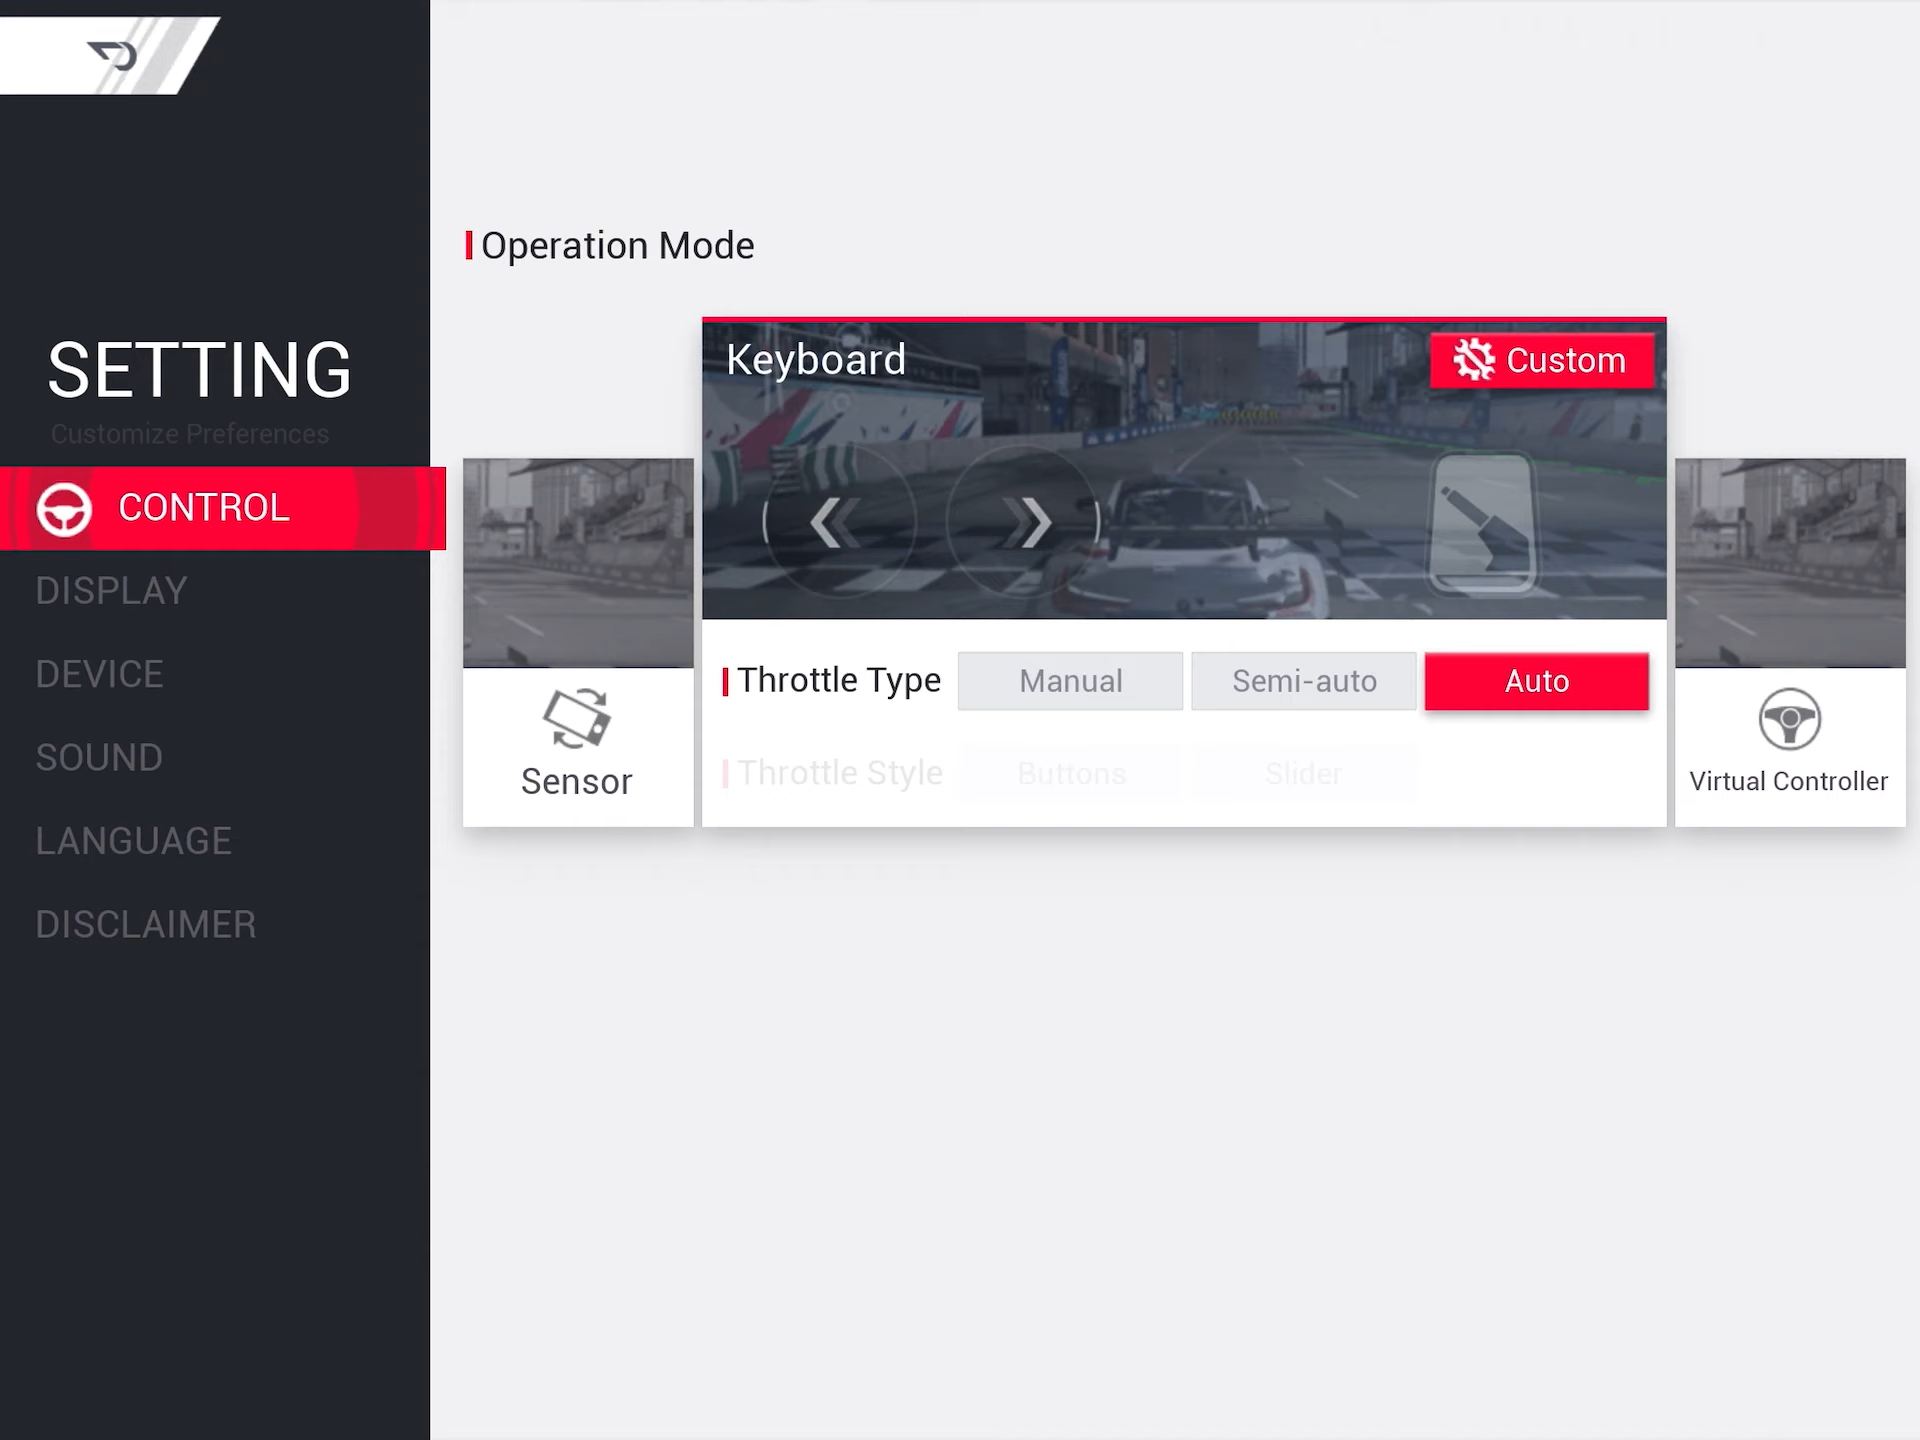 SETTING
Customize Preferences
CONTROL
DISPLAY
DEVICE
SOUND
LANGUAGE
DISCLAIMER
Operation Mode
Sensor
Keyboard
Custom
Throttle Type
Manual
Semi-auto
Auto
Throttle Style
Buttons
Slider
Virtual Controller